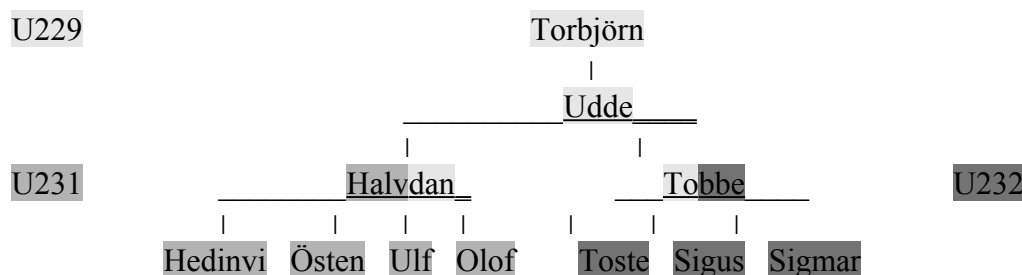 U229 Torbjörn
Udde
U231 Halvdan Tobbe U232
Hedinvi Östen Ulf Olof Toste Sigus Sigmar